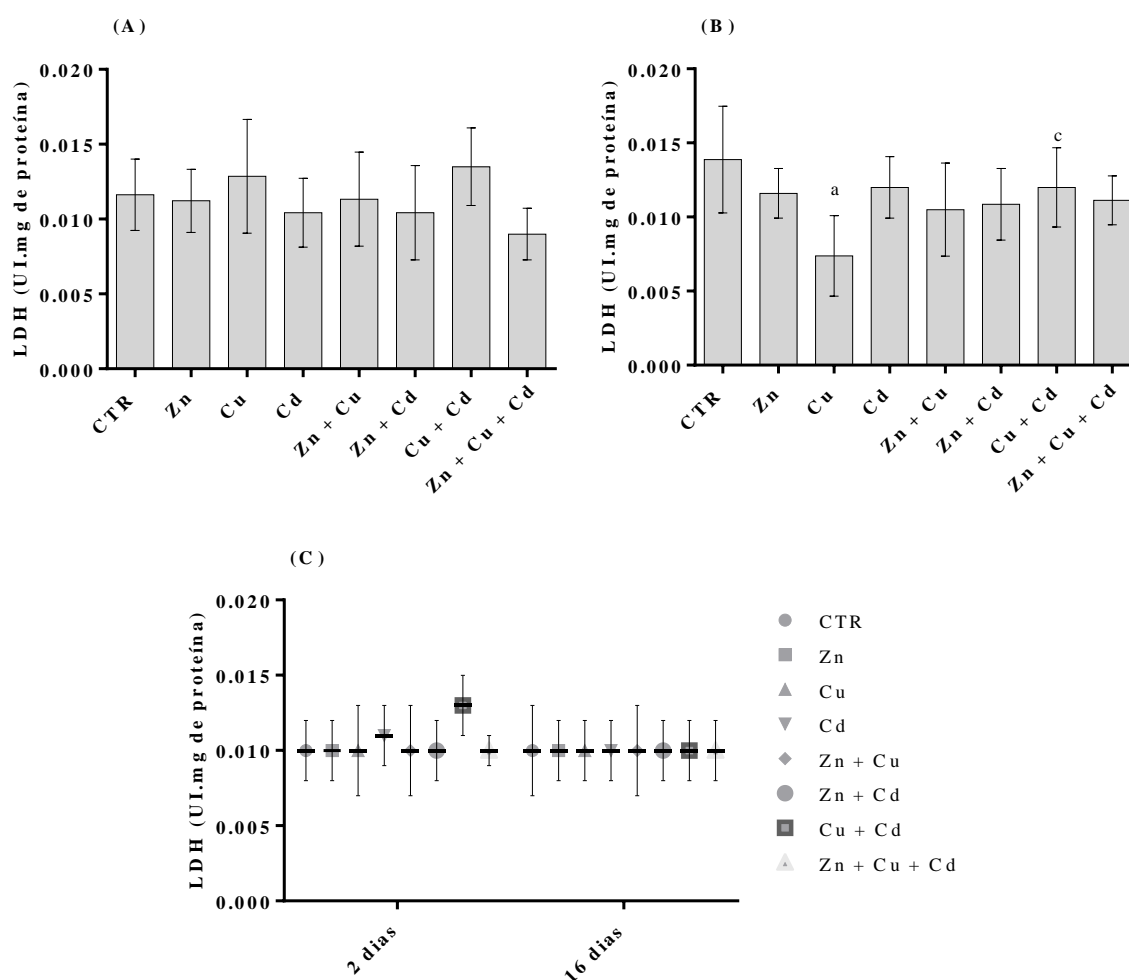 (A)
LDH (UI.mg de proteína)
0.020
0.015
0.010
0.005
0.000
CTR
Zn
Cu
Cd
Zn + Cu
Zn + Cd
Cu + Cd
Zn + Cu + Cd
(B)
LDH (UI.mg de proteína)
0.020
0.015
0.010
0.005
0.000
a
c
CTR
Zn
Cu
Cd
Zn + Cu
Zn + Cd
Cu + Cd
Zn + Cu + Cd
(C)
LDH (UI.mg de proteína)
0.020
0.015
0.010
0.005
0.000
2 dias
16 dias
CTR
Zn
Cu
Cd
Zn + Cu
Zn + Cd
Cu + Cd
Zn + Cu + Cd